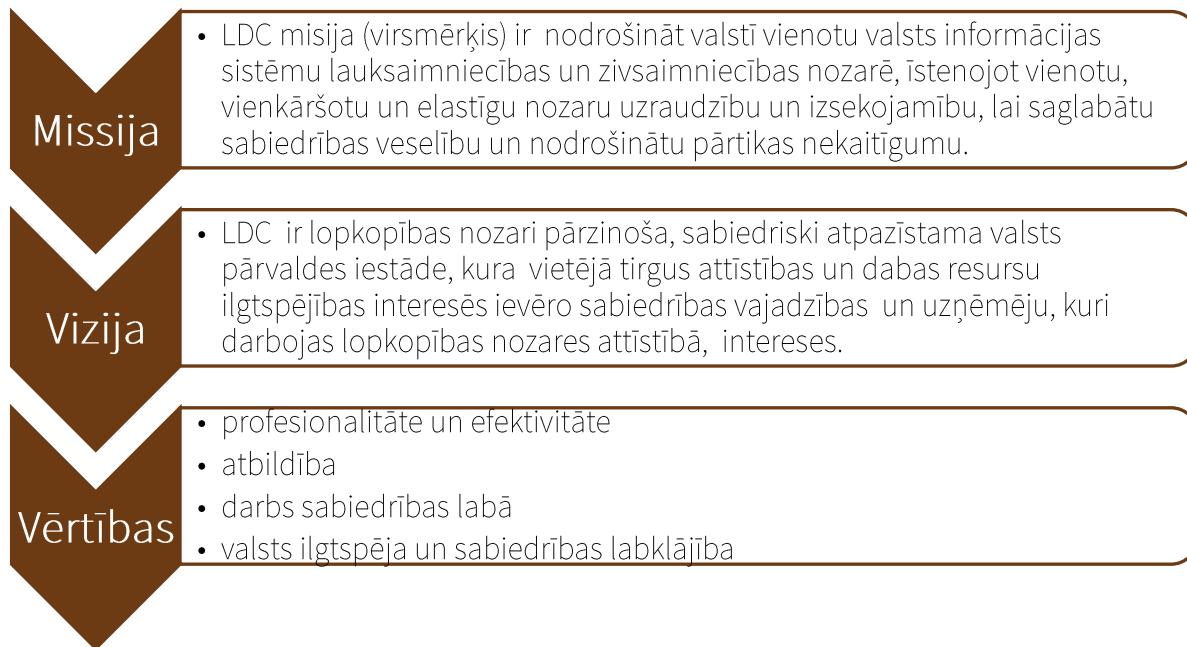 Missija
• LDC misija (virsmērķis) ir  nodrošināt valstī vienotu valsts informācijas
sistēmu lauksaimniecības un zivsaimniecības nozarē, īstenojot vienotu,
vienkāršotu un elastīgu nozaru uzraudzību un izsekojamību, lai saglabātu
sabiedrības veselību un nodrošinātu pārtikas nekaitīgumu.
Vizija
• LDC  ir lopkopības nozari pārzinoša, sabiedriski atpazīstama valsts
pārvaldes iestāde, kura  vietējā tirgus attīstības un dabas resursu
ilgtspējības interesēs ievēro sabiedrības vajadzības  un uzņēmēju, kuri
darbojas lopkopības nozares attīstībā,  intereses.
Vērtības
• profesionalitāte un efektivitāte
• atbildība
• darbs sabiedrības labā
• valsts ilgtspēja un sabiedrības labklājība